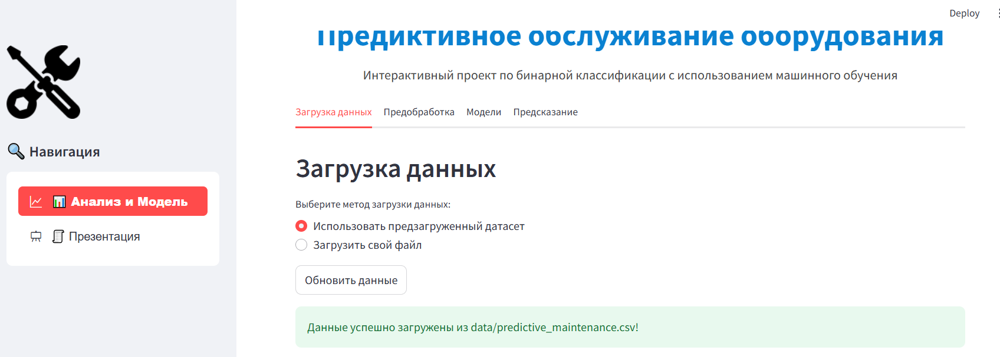 Deploy
Предиктивное обслуживание оборудования
Интерактивный проект по бинарной классификации с использованием машинного обучения
Загрузка данных Предобработка Модели Предсказание
Навигация
Анализ и Модель
Презентация
Загрузка данных
Выберите метод загрузки данных:
Использовать предзагруженный датасет
Загрузить свой файл
Обновить данные
Данные успешно загружены из data/predictive_maintenance.csv!